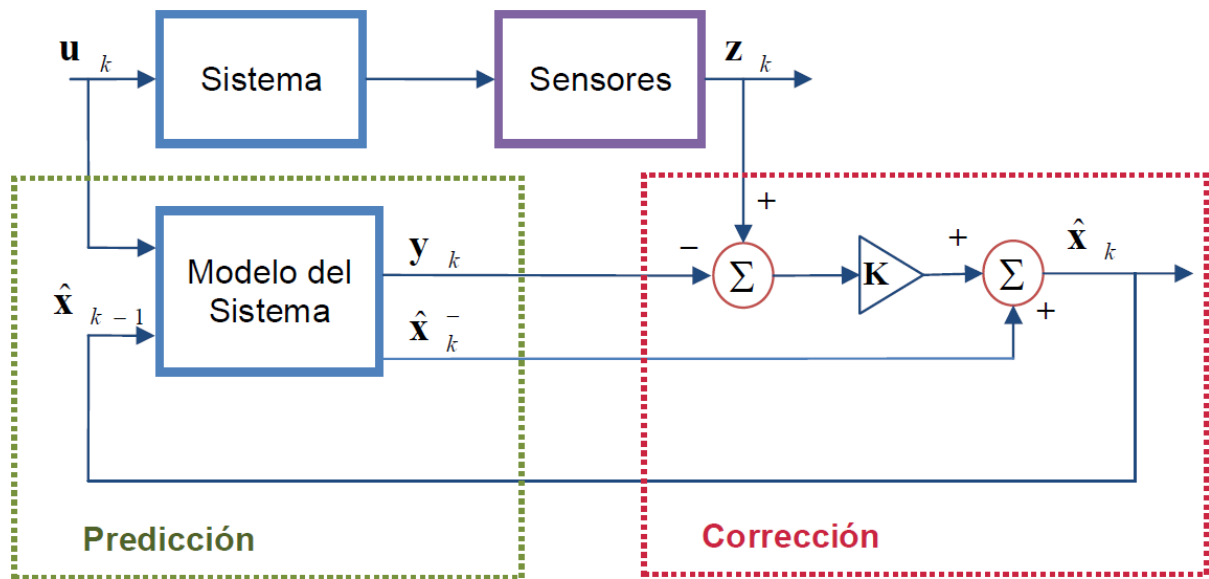 u k
Sistema
Sensores
z k
+
x̂ k-1
Modelo del
Sistema
y k
x̂ k −
−
Σ
K
+
Σ
+
x̂ k
Predicción
Corrección